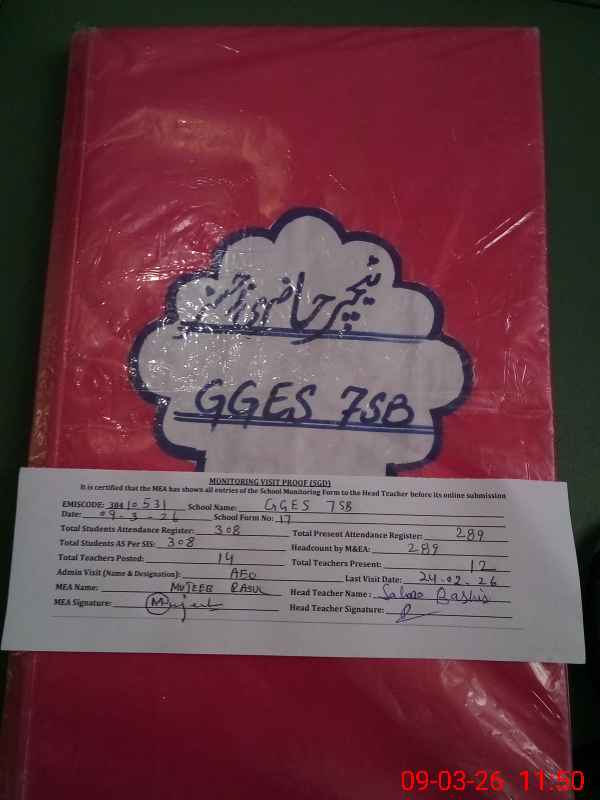 ٹیچر حاضری رجسٹر
GGES 7SB
MONITORING VISIT PROOF (SGD)
It is certified that the MEA has shown all entries of the School Monitoring Form to the Head Teacher before its online submission
EMISCODE: 38410531 School Name: GGES 7SB
Date: 09.3.26 School Form No: 17
Total Students Attendance Register: 308 Total Present Attendance Register: 289
Total Students AS Per SIS: 308 Headcount by M&EA: 289
Total Teachers Posted: 14 Total Teachers Present: 12
Admin Visit (Name & Designation): AEO Last Visit Date: 24.02.26
MEA Name: MUJEEB RASUL Head Teacher Name: Bashir
MEA Signature: Mujeeb Head Teacher Signature:
09-03-26 11:50